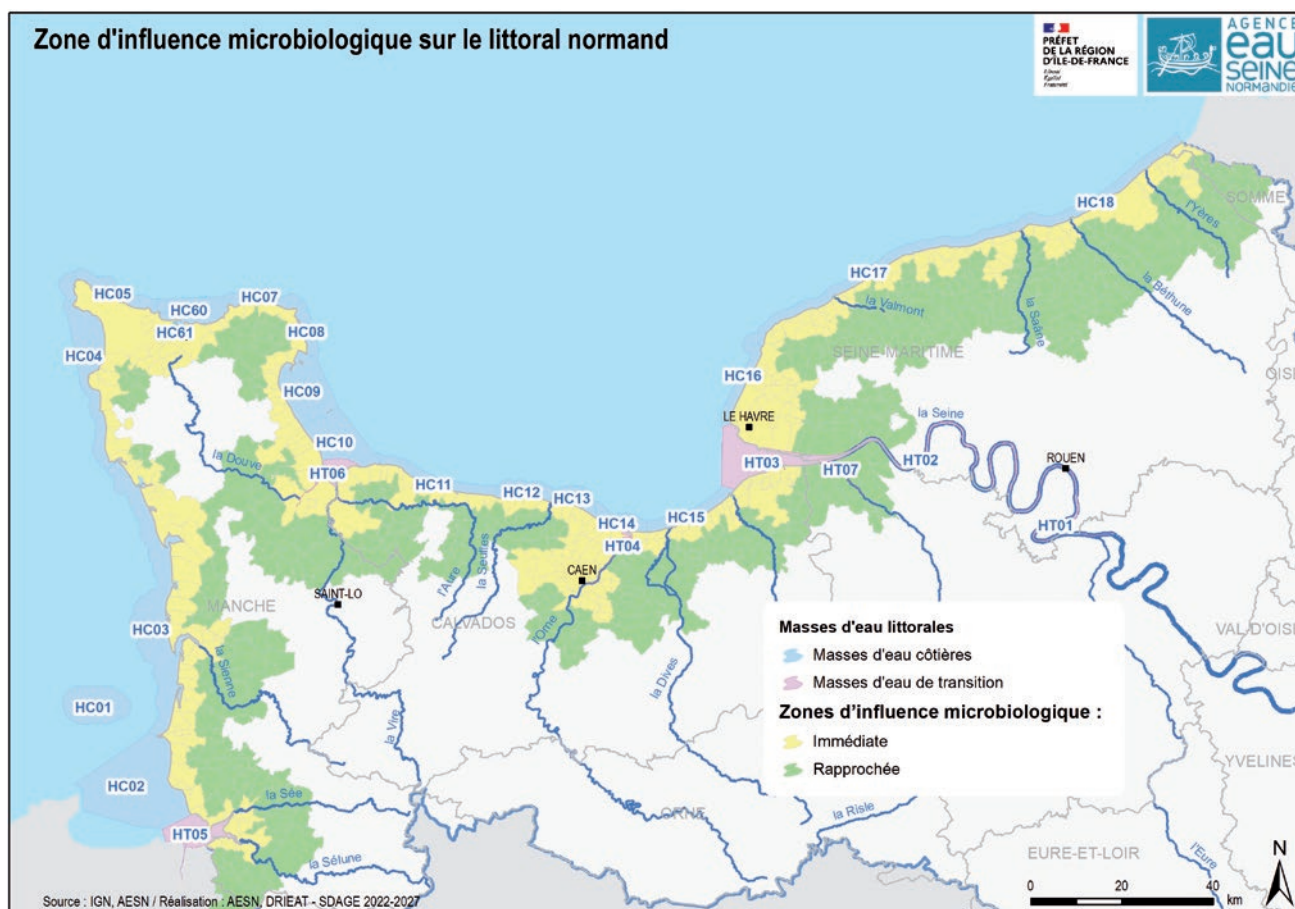 Zone d'influence microbiologique sur le littoral normand
PRÉFET
DE LA RÉGION
D'ÎLE-DE-FRANCE
Liberté
Égalité
Fraternité
AGENCE
eau
SEINE
NORMANDIE
SOMME
HC18
l'Yères
HC17
la Béthune
HC05
HC60
HC07
la Valmont
la Saâne
HC61
HC08
HC04
SEINE-MARITIME
OISE
HC16
HC09
LE HAVRE
la Seine
HC10
la Douve
HT06
HT03
HT07
HT02
ROUEN
HC11
HC12
HC13
HC14
HC15
HT01
HT04
la Seulles
l'Aure
CAEN
SAINT-LO
MANCHE
CALVADOS
l'Orne
HC03
la Sienne
la Dives
VAL-D'OISE
HC01
la Vire
YVELINES
HC02
la Sée
ORNE
la Risle
HT05
la Sélune
EURE-ET-LOIR
l'Eure
Masses d'eau littorales
Masses d'eau côtières
Masses d'eau de transition
Zones d'influence microbiologique :
Immédiate
Rapprochée
N
0 20 40
km
Source : IGN, AESN / Réalisation : AESN, DRIEAT - SDAGE 2022-2027